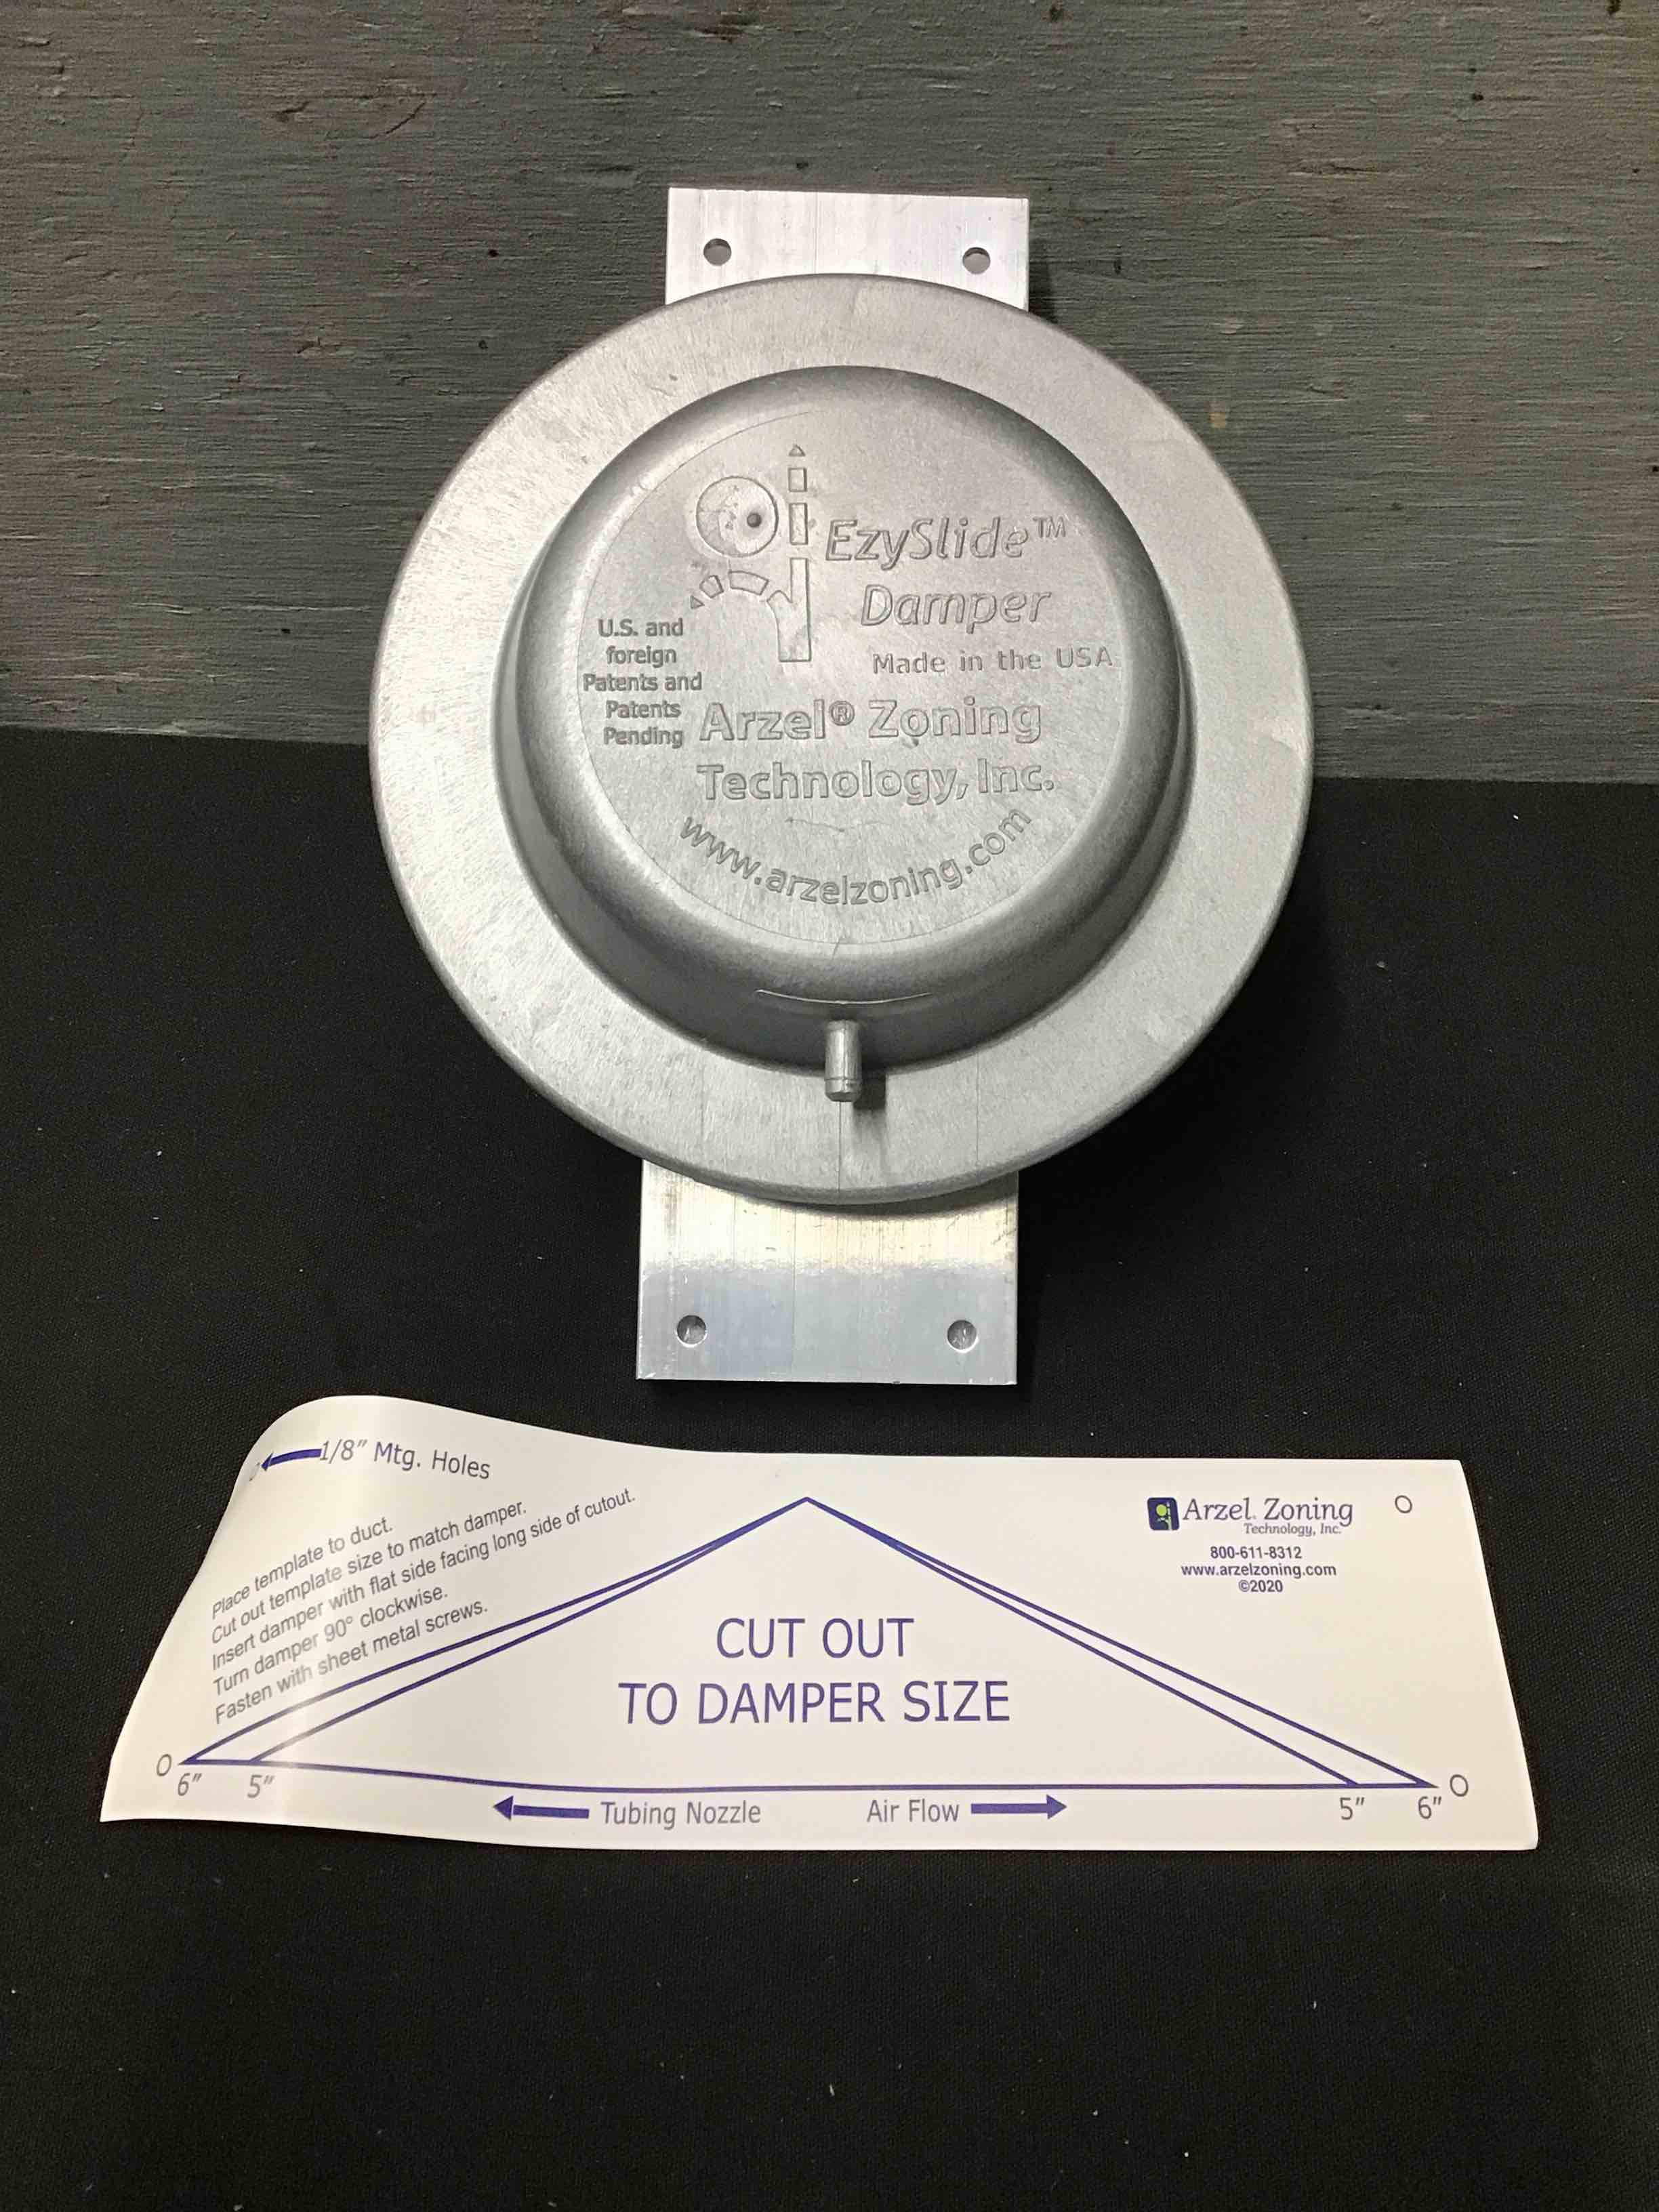 EzySlide™
Damper
Made in the USA
U.S. and
foreign
Patents and
Patents
Pending
Arzel® Zoning
Technology, Inc.
www.arzelzoning.com
1/8" Mtg. Holes
Place template to duct.
Cut out template size to match damper.
Insert damper with flat side facing long side of cutout.
Turn damper 90° clockwise.
Fasten with sheet metal screws.
Arzel. Zoning
Technology, Inc.
800-611-8312
www.arzelzoning.com
©2020
CUT OUT
TO DAMPER SIZE
6" 5" 5" 6"
Tubing Nozzle Air Flow